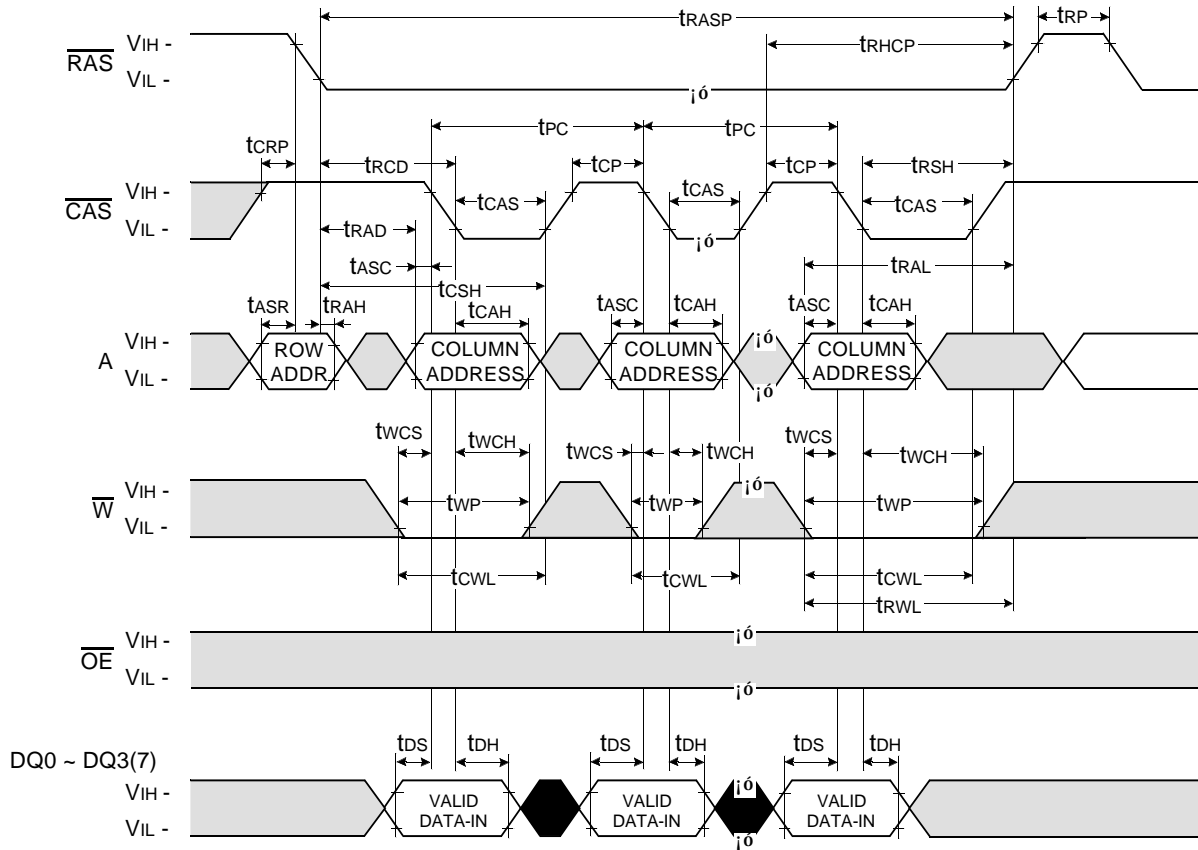 tRASP
tRP
VIH -
tRHCP
RAS
VIL -
¡ó
tPC
tPC
tCRP
tRCD
tCP
tCP
tRSH
VIH -
CAS
tCAS
tCAS
tCAS
VIL -
tRAD
¡ó
tASC
tRAL
tCSH
tASR
tRAH
tCAH
tASC
tCAH
tASC
tCAH
VIH -
¡ó
A
ROW
ADDR
COLUMN
ADDRESS
COLUMN
ADDRESS
COLUMN
ADDRESS
VIL -
¡ó
tWCS
tWCH
tWCS
tWCH
tWCS
tWCH
VIH -
¡ó
W
tWP
tWP
tWP
VIL -
tCWL
tCWL
tCWL
tRWL
VIH -
¡ó
OE
VIL -
¡ó
tDS
tDH
tDS
tDH
tDS
tDH
DQ0 ~ DQ3(7)
VIH -
¡ó
VALID
DATA-IN
VALID
DATA-IN
VALID
DATA-IN
VIL -
¡ó